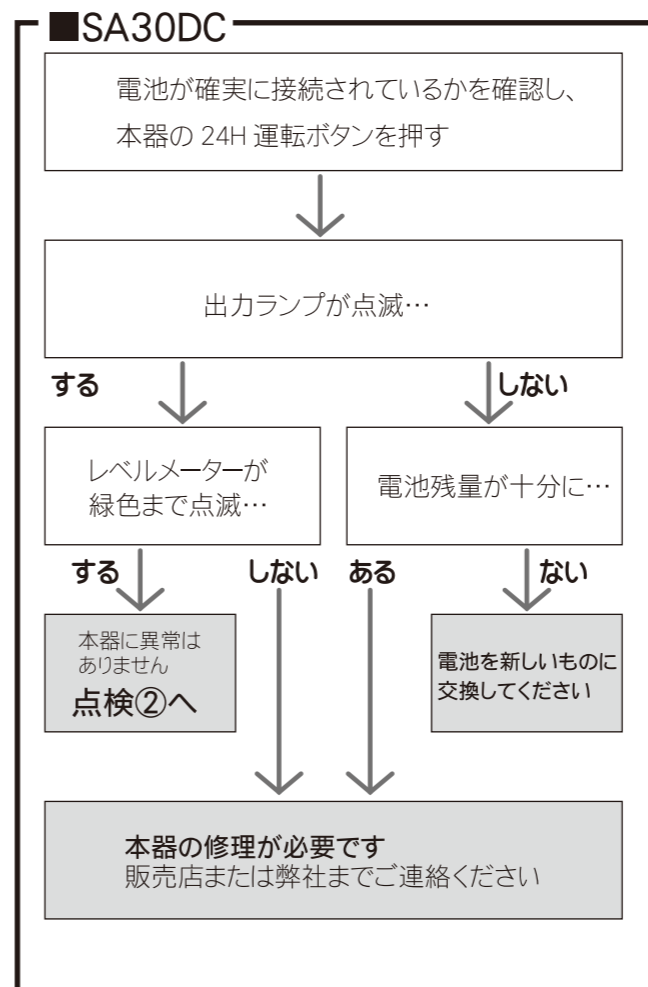 ■SA30DC
電池が確実に接続されているかを確認し、
本器の 24H 運転ボタンを押す
出力ランプが点滅…
する
しない
レベルメーターが
緑色まで点滅…
電池残量が十分に…
する
しない
ある
ない
本器に異常は
ありません
点検②へ
電池を新しいものに
交換してください
本器の修理が必要です
販売店または弊社までご連絡ください